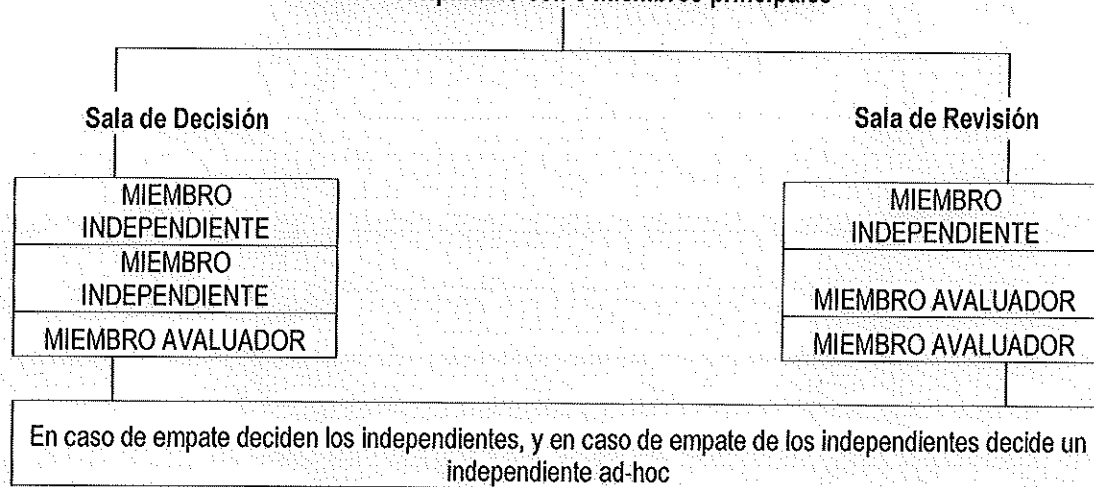 Sala de Decisión
Sala de Revisión
MIEMBRO
INDEPENDIENTE
MIEMBRO
INDEPENDIENTE
MIEMBRO AVALUADOR
MIEMBRO
INDEPENDIENTE
MIEMBRO AVALUADOR
MIEMBRO AVALUADOR
En caso de empate deciden los independientes, y en caso de empate de los independientes decide un
independiente ad-hoc